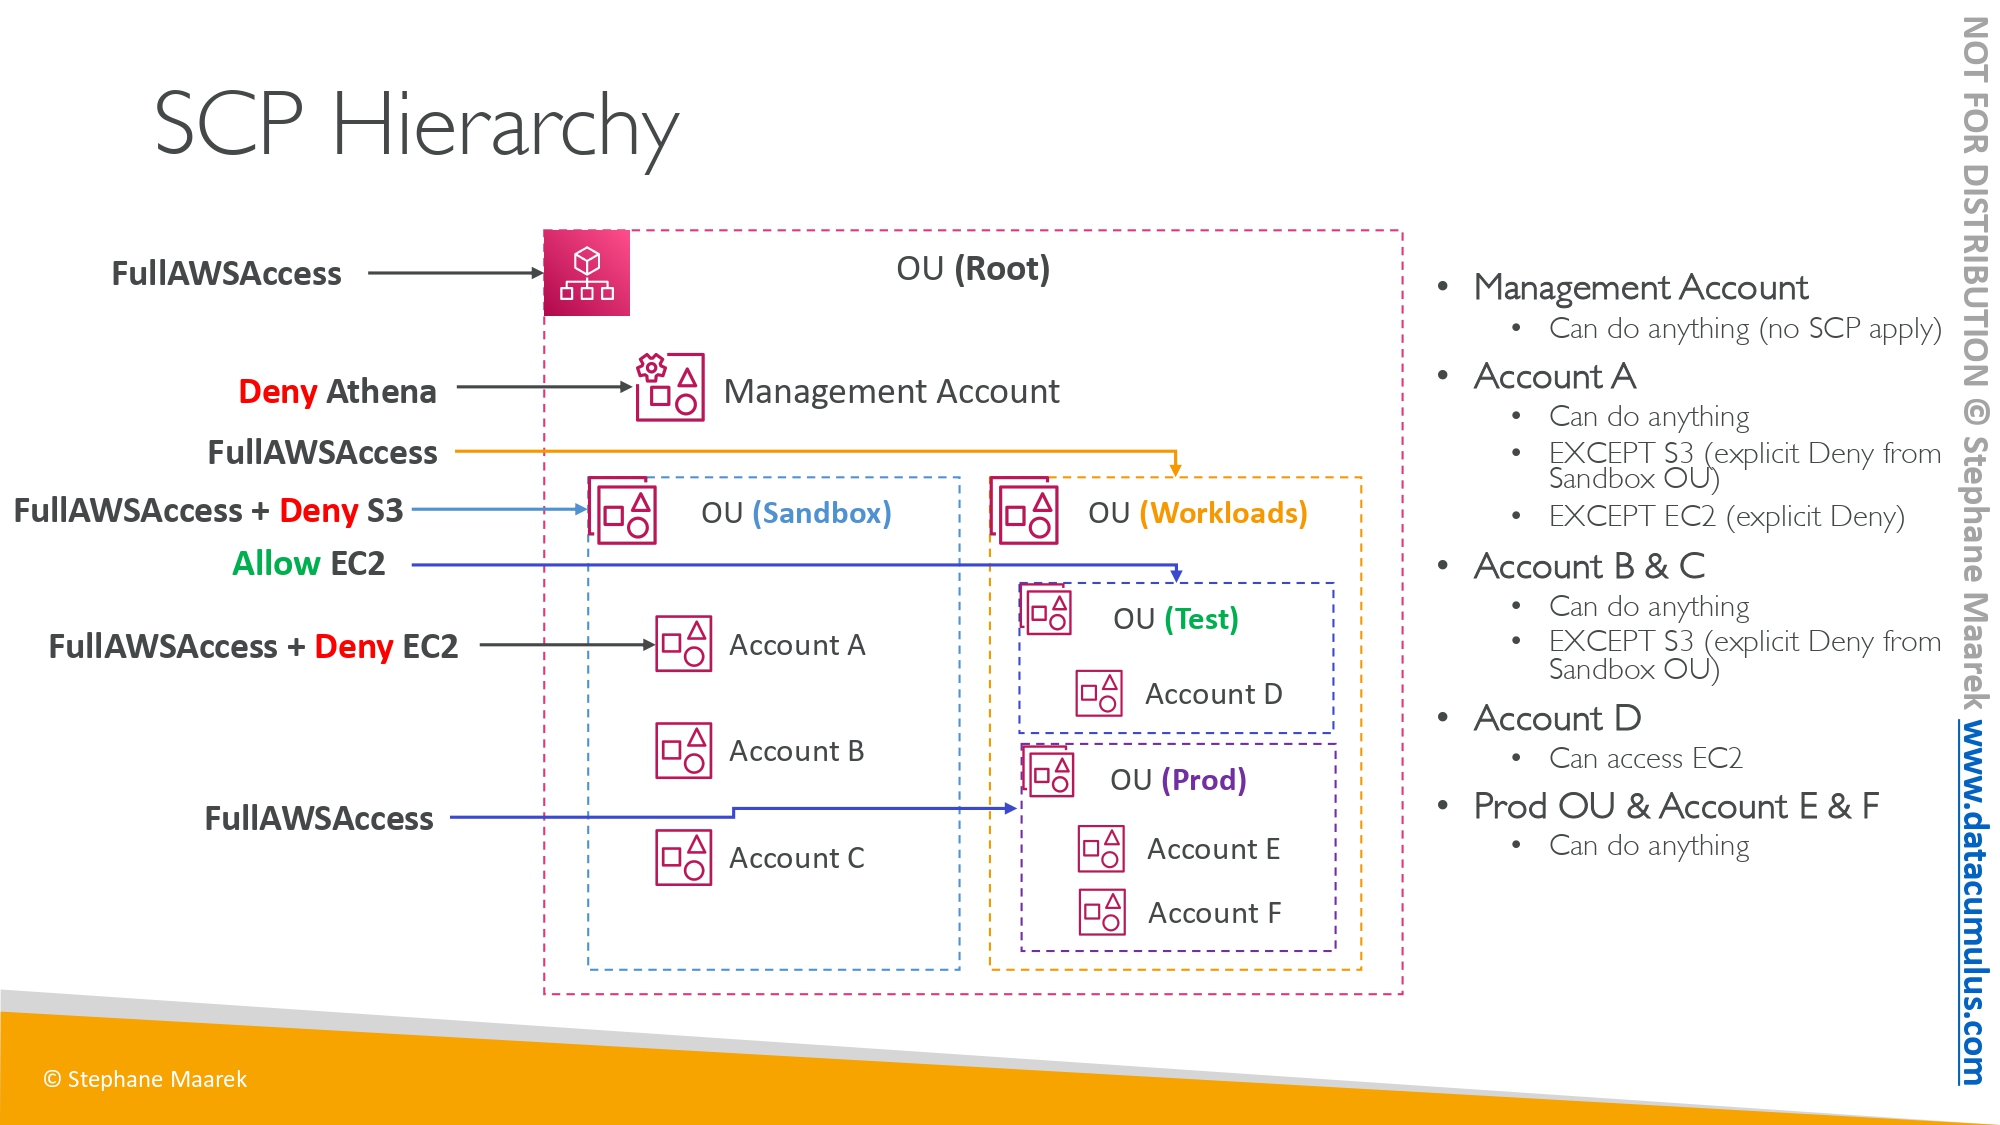 SCP Hierarchy
FullAWSAccess
OU (Root)
Deny Athena
Management Account
FullAWSAccess
FullAWSAccess + Deny S3
OU (Sandbox)
OU (Workloads)
Allow EC2
OU (Test)
FullAWSAccess + Deny EC2
Account A
Account D
Account B
OU (Prod)
FullAWSAccess
Account C
Account E
Account F
• Management Account
• Can do anything (no SCP apply)
• Account A
• Can do anything
• EXCEPT S3 (explicit Deny from
Sandbox OU)
• EXCEPT EC2 (explicit Deny)
• Account B & C
• Can do anything
• EXCEPT S3 (explicit Deny from
Sandbox OU)
• Account D
• Can access EC2
• Prod OU & Account E & F
• Can do anything
NOT FOR DISTRIBUTION © Stephane Maarek www.datacumulus.com
© Stephane Maarek